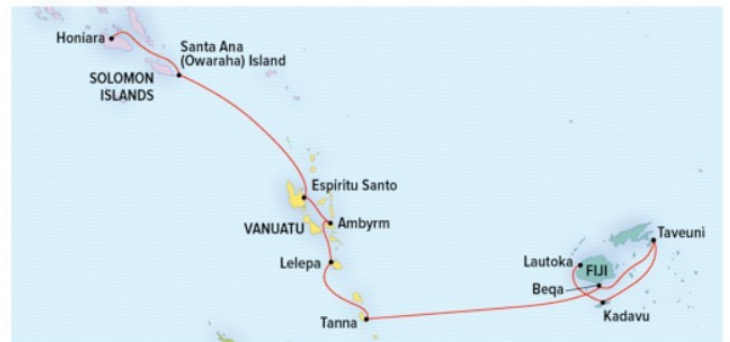 Honiara
Santa Ana
(Owaraha) Island
SOLOMON
ISLANDS
Espiritu Santo
VANUATU
Ambyrm
Lelepa
Tanna
Taveuni
Lautoka
FIJI
Beqa
Kadavu